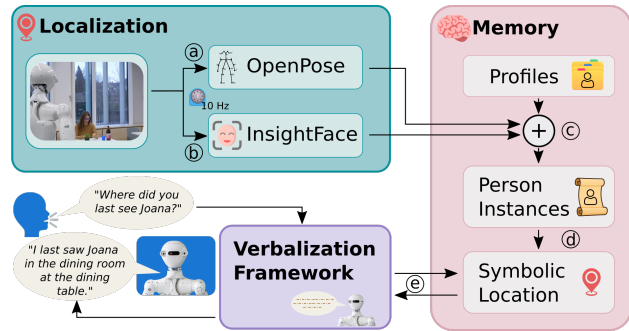 Localization
ⓐ
OpenPose
10 Hz
ⓑ
InsightFace
Memory
Profiles
+
ⓒ
Person
Instances
ⓓ
Symbolic
Location
ⓔ
"Where did you
last see Joana?"
"I last saw Joana
in the dining room
at the dining
table."
Verbalization
Framework